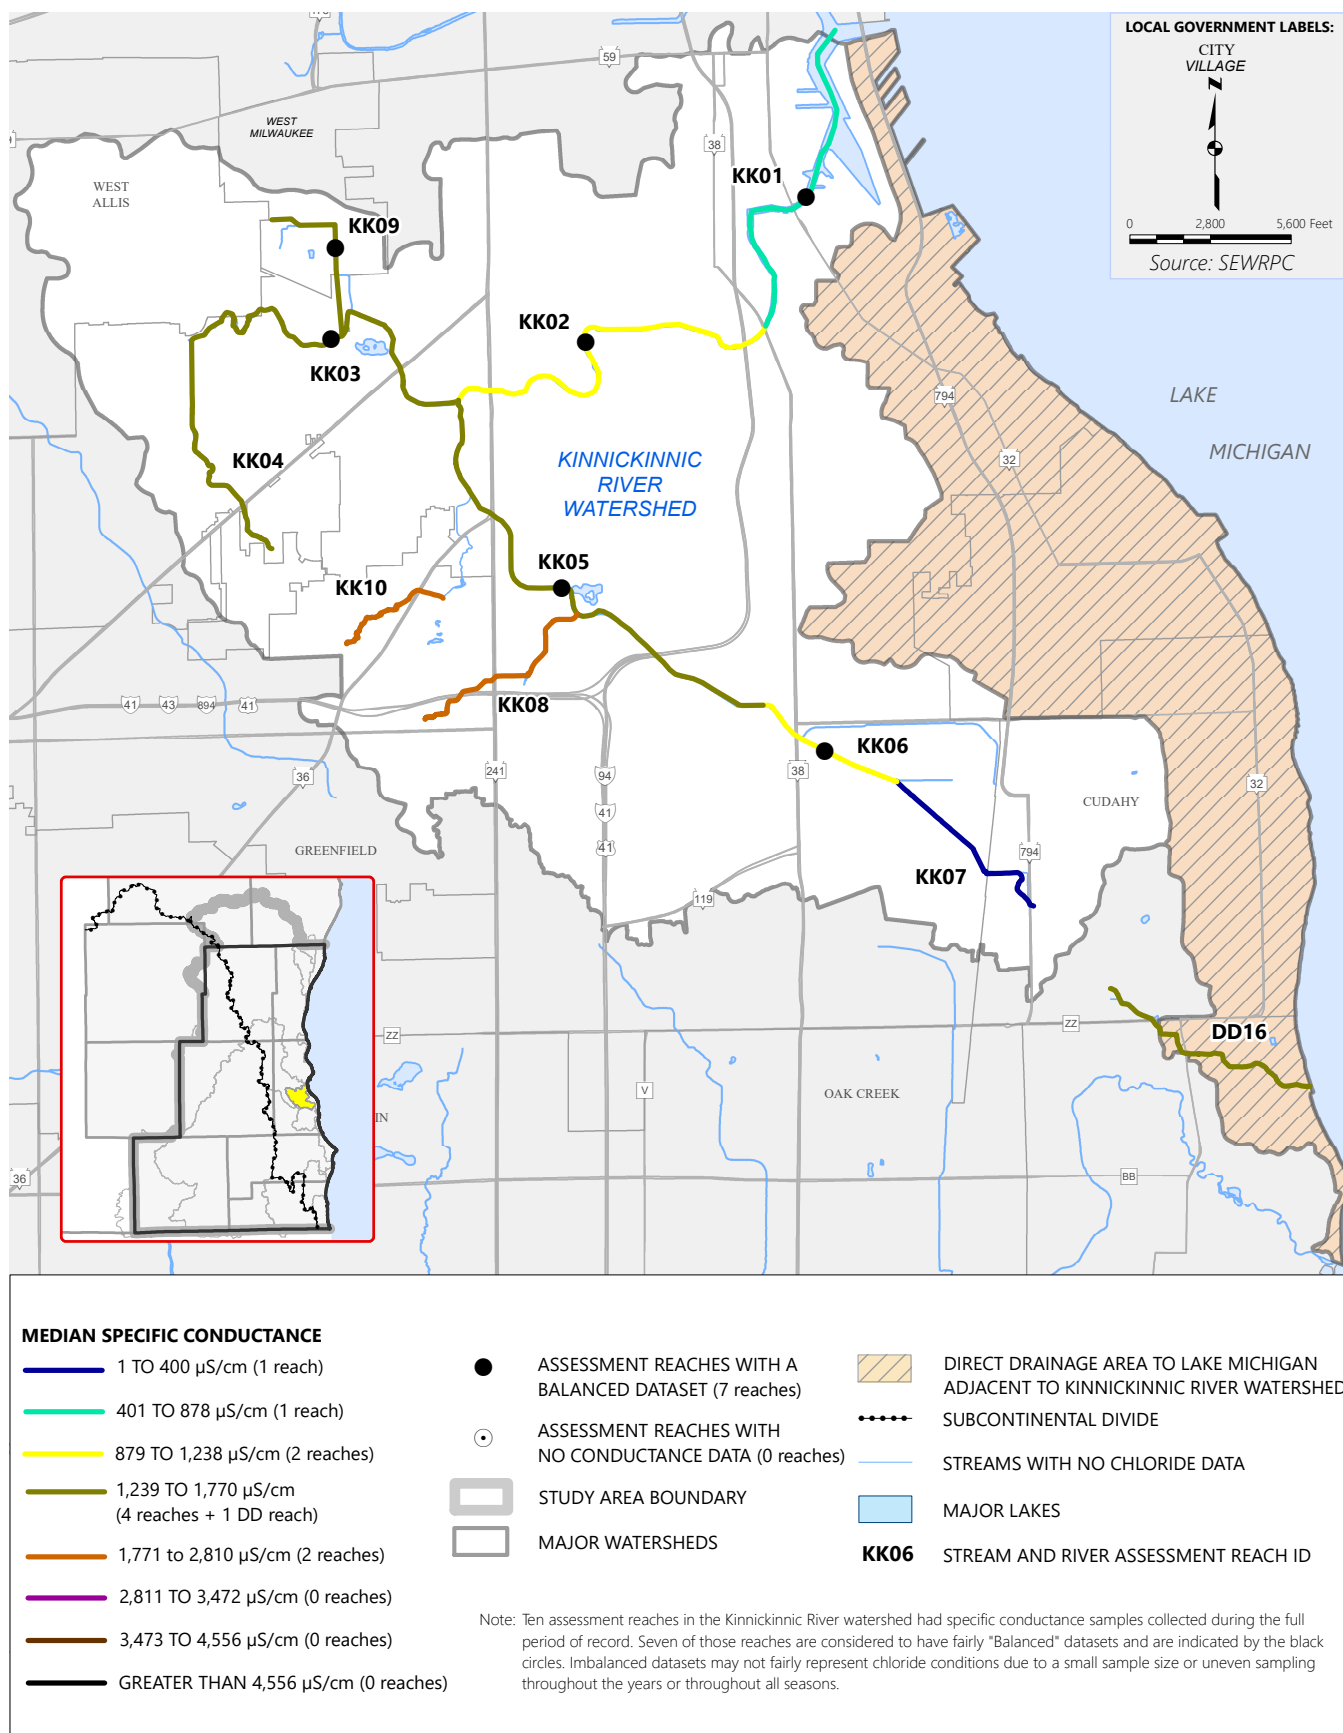 LOCAL GOVERNMENT LABELS:
CITY
VILLAGE
N
0 2,800 5,600 Feet
Source: SEWRPC
59
WEST
MILWAUKEE
38
WEST
ALLIS
KK01
KK09
KK02
KK03
LAKE
MICHIGAN
794
32
KK04
KINNICKINNIC
RIVER
WATERSHED
KK05
KK10
41
43
894
41
KK08
KK06
36
241
94
38
41
41
CUDAHY
32
GREENFIELD
794
KK07
119
ZZ
ZZ
DD16
V
OAK CREEK
IN
36
BB
MEDIAN SPECIFIC CONDUCTANCE
1 TO 400 µS/cm (1 reach)
401 TO 878 µS/cm (1 reach)
879 TO 1,238 µS/cm (2 reaches)
1,239 TO 1,770 µS/cm
(4 reaches + 1 DD reach)
1,771 to 2,810 µS/cm (2 reaches)
2,811 TO 3,472 µS/cm (0 reaches)
3,473 TO 4,556 µS/cm (0 reaches)
GREATER THAN 4,556 µS/cm (0 reaches)
ASSESSMENT REACHES WITH A
BALANCED DATASET (7 reaches)
ASSESSMENT REACHES WITH
NO CONDUCTANCE DATA (0 reaches)
STUDY AREA BOUNDARY
MAJOR WATERSHEDS
DIRECT DRAINAGE AREA TO LAKE MICHIGAN
ADJACENT TO KINNICKINNIC RIVER WATERSHED
SUBCONTINENTAL DIVIDE
STREAMS WITH NO CHLORIDE DATA
MAJOR LAKES
KK06 STREAM AND RIVER ASSESSMENT REACH ID
Note: Ten assessment reaches in the Kinnickinnic River watershed had specific conductance samples collected during the full
period of record. Seven of those reaches are considered to have fairly "Balanced" datasets and are indicated by the black
circles. Imbalanced datasets may not fairly represent chloride conditions due to a small sample size or uneven sampling
throughout the years or throughout all seasons.